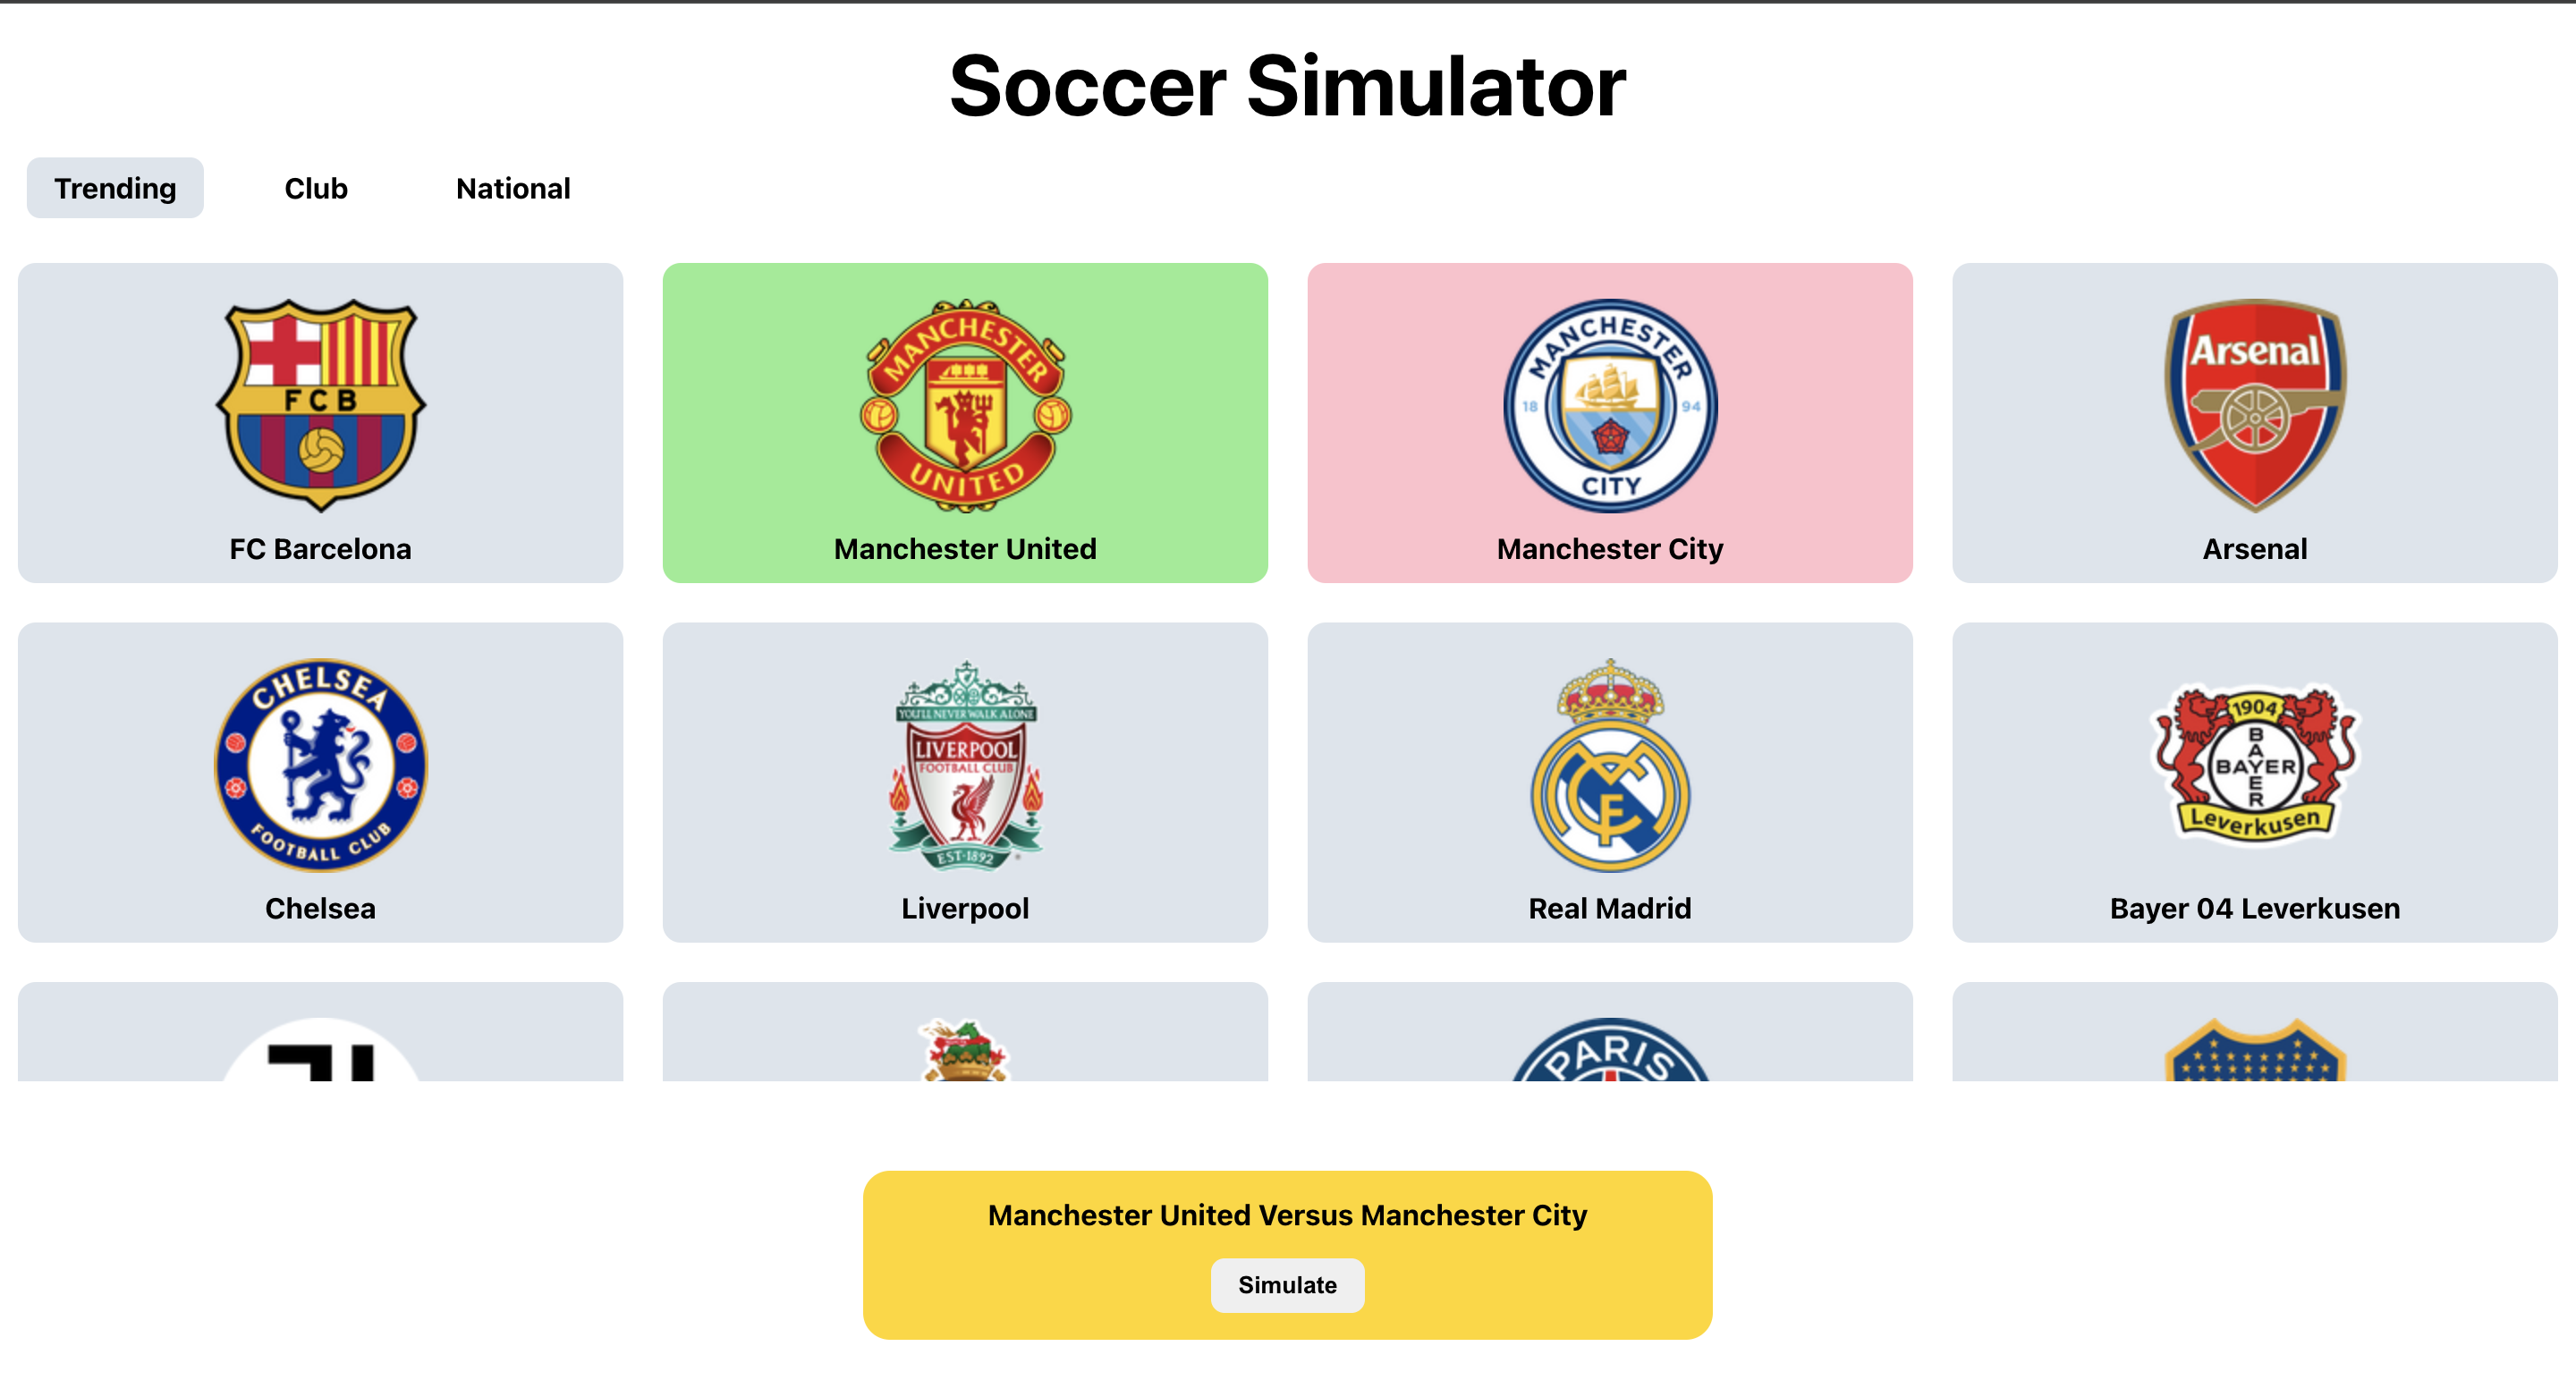 Soccer Simulator
Trending
Club
National
FCB
MANCHESTER
UNITED
MANCHESTER
18 94
CITY
Arsenal
FC Barcelona
Manchester United
Manchester City
Arsenal
CHELSEA
FOOTBALL CLUB
YOU'LL NEVER WALK ALONE
LIVERPOOL
FOOTBALL CLUB
EST·1892
1904
BAYER
BAYER
Leverkusen
Chelsea
Liverpool
Real Madrid
Bayer 04 Leverkusen
PARIS
Manchester United Versus Manchester City
Simulate